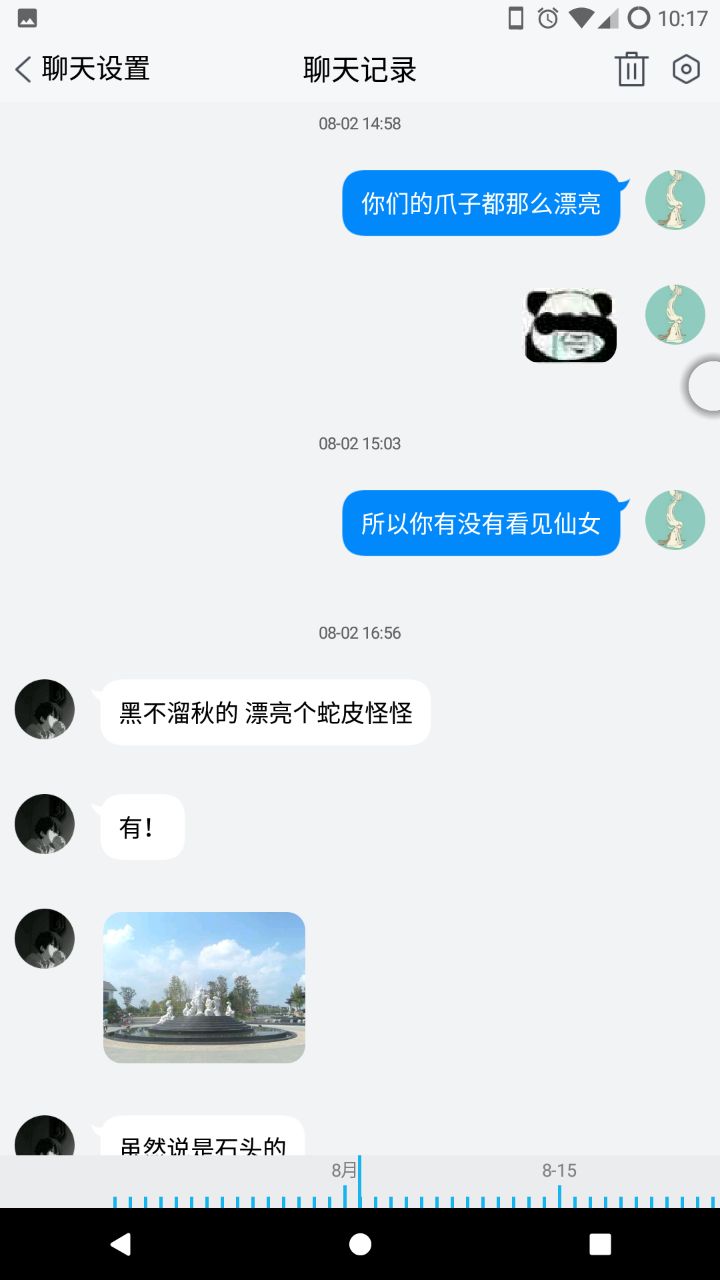 10:17
聊天设置
聊天记录
08-02 14:58
你们的爪子都那么漂亮
08-02 15:03
所以你有没有看见仙女
08-02 16:56
黑不溜秋的 漂亮个蛇皮怪怪
有！
虽然说是石头的
8月
8-15